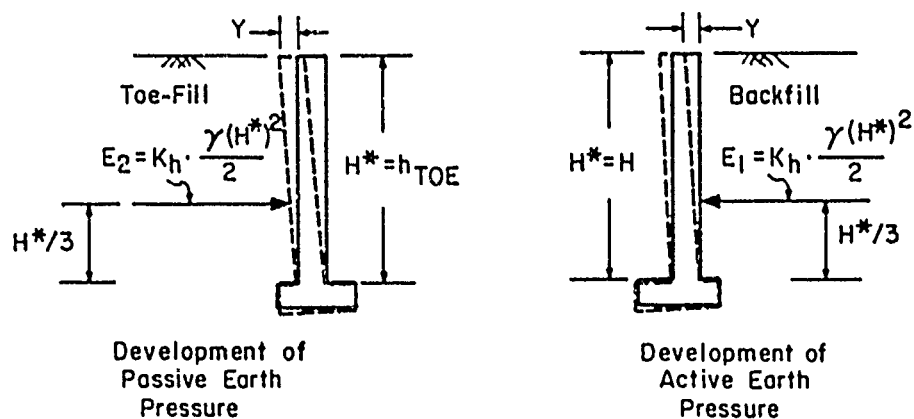 Y
Toe-Fill
E₂=Kₕ·γ(H*)²/2
H*=h_TOE
H*/3
Development of
Passive Earth
Pressure
Y
Backfill
H*=H
E₁=Kₕ·γ(H*)²/2
H*/3
Development of
Active Earth
Pressure